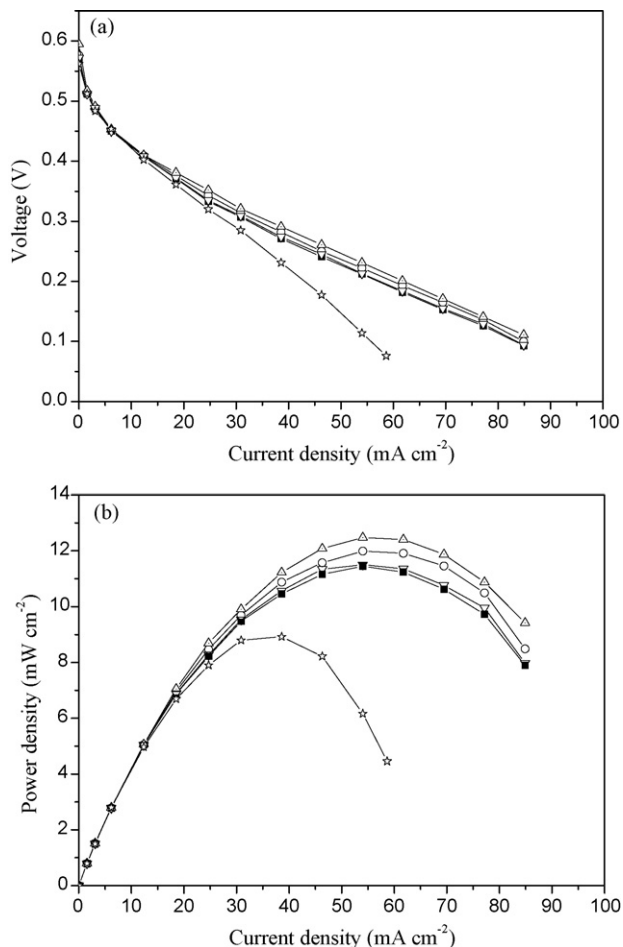 (a)
0.6
0.5
0.4
0.3
0.2
0.1
0.0
Voltage (V)
0 10 20 30 40 50 60 70 80 90 100
Current density (mA cm⁻²)
(b)
14
12
10
8
6
4
2
0
Power density (mW cm⁻²)
0 10 20 30 40 50 60 70 80 90 100
Current density (mA cm⁻²)